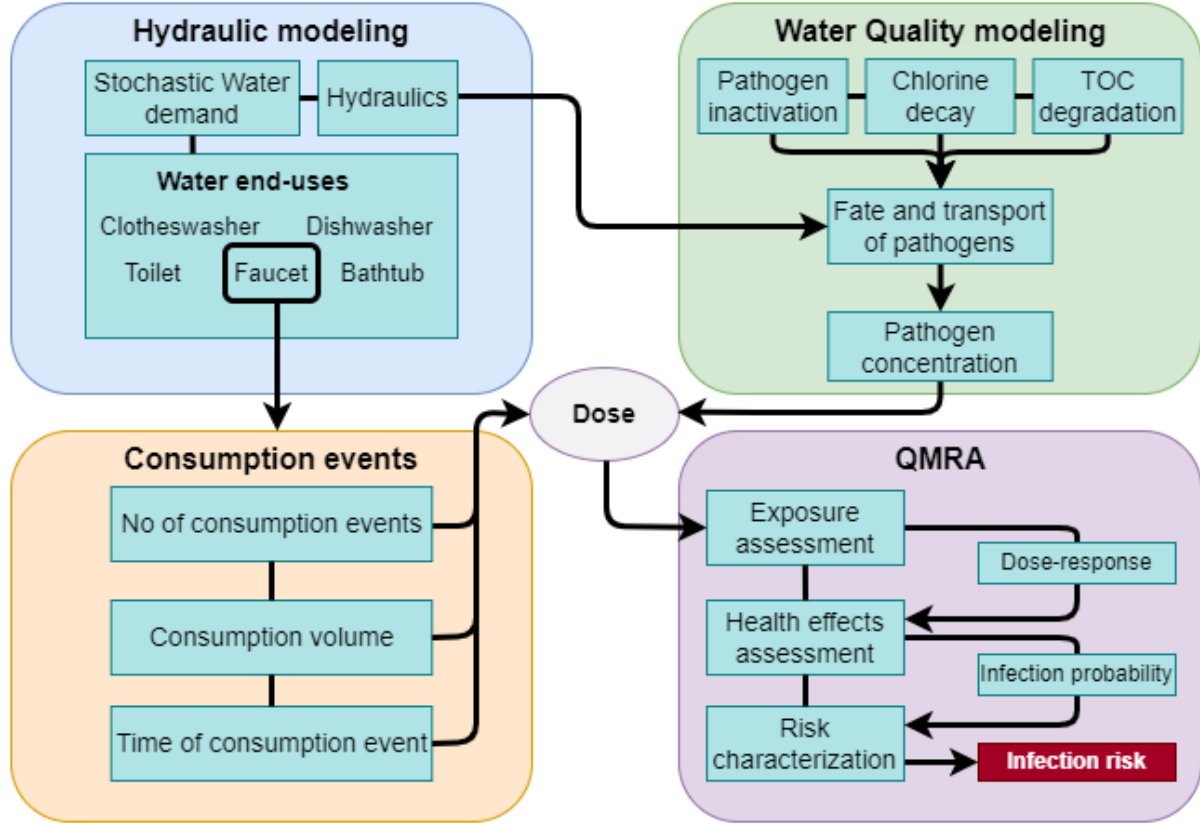 Hydraulic modeling
Stochastic Water
demand
Hydraulics
Water end-uses
Clotheswasher
Dishwasher
Toilet
Faucet
Bathtub
Water Quality modeling
Pathogen
inactivation
Chlorine
decay
TOC
degradation
Fate and transport
of pathogens
Pathogen
concentration
Dose
Consumption events
No of consumption events
Consumption volume
Time of consumption event
QMRA
Exposure
assessment
Dose-response
Health effects
assessment
Infection probability
Risk
characterization
Infection risk